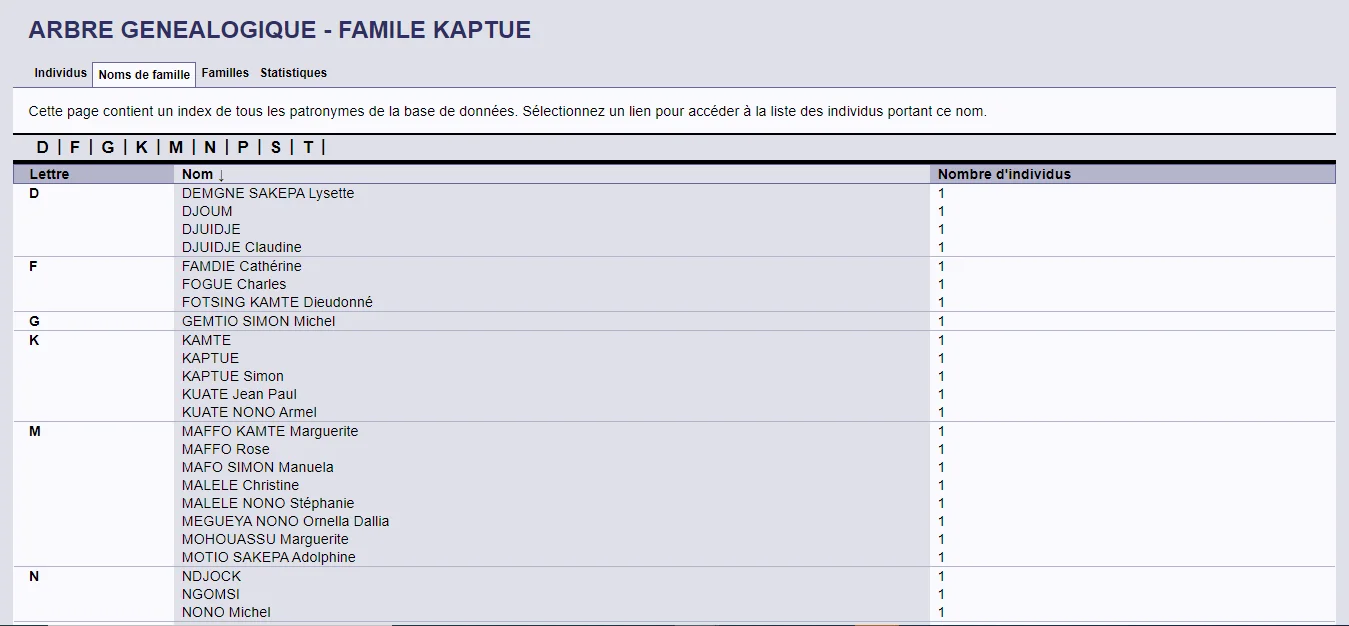 ARBRE GENEALOGIQUE - FAMILE KAPTUE
Individus Noms de famille Familles Statistiques
Cette page contient un index de tous les patronymes de la base de données. Sélectionnez un lien pour accéder à la liste des individus portant ce nom.
D | F | G | K | M | N | P | S | T |
Lettre Nom ↓ Nombre d'individus
D DEMGNE SAKEPA Lysette 1
DJOUM 1
DJUIDJE 1
DJUIDJE Claudine 1
F FAMDIE Cathérine 1
FOGUE Charles 1
FOTSING KAMTE Dieudonné 1
G GEMTIO SIMON Michel 1
K KAMTE 1
KAPTUE 1
KAPTUE Simon 1
KUATE Jean Paul 1
KUATE NONO Armel 1
M MAFFO KAMTE Marguerite 1
MAFFO Rose 1
MAFO SIMON Manuela 1
MALELE Christine 1
MALELE NONO Stéphanie 1
MEGUEYA NONO Ornella Dallia 1
MOHOUASSU Marguerite 1
MOTIO SAKEPA Adolphine 1
N NDJOCK 1
NGOMSI 1
NONO Michel 1